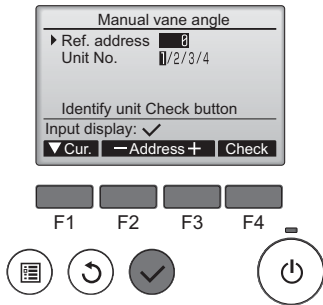 Manual vane angle
Ref. address 0
Unit No. 1/2/3/4
Identify unit Check button
Input display: ✓
▼Cur. －Address＋ Check
F1 F2 F3 F4